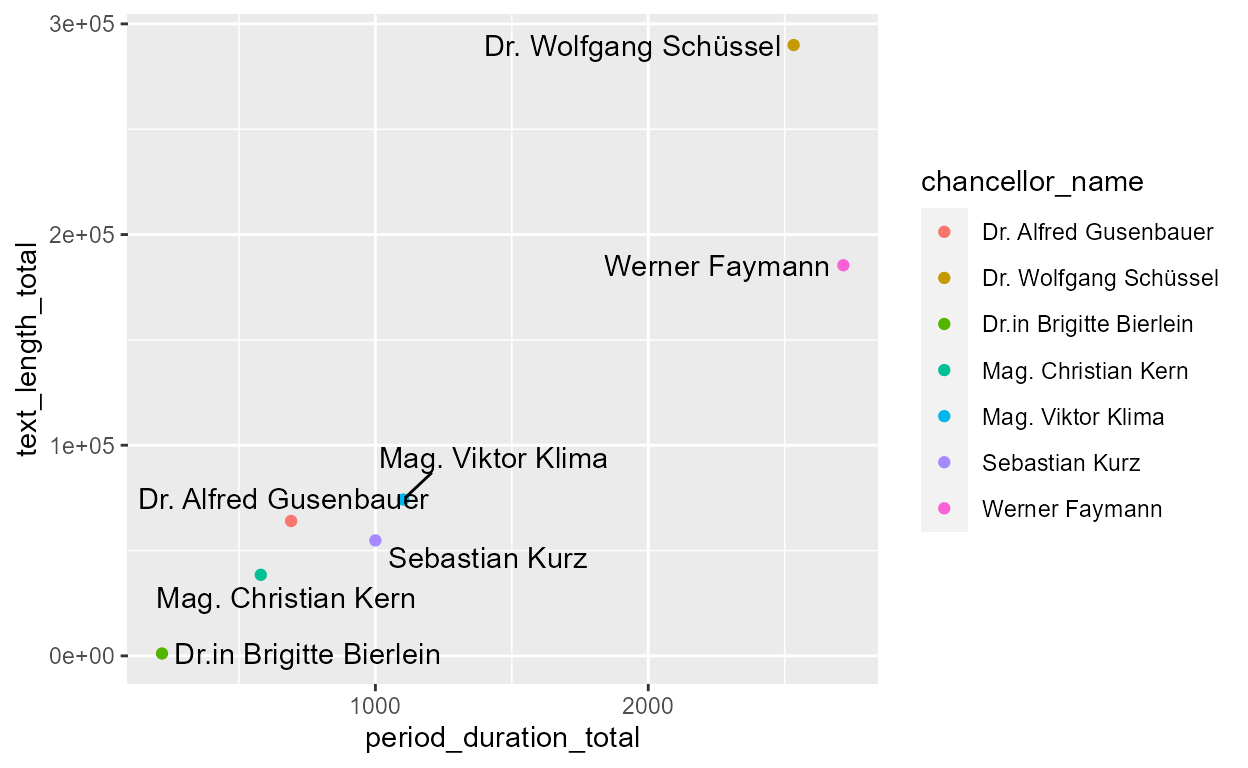 3e+05
2e+05
1e+05
0e+00
text_length_total
Dr. Wolfgang Schüssel
Werner Faymann
Mag. Viktor Klima
Dr. Alfred Gusenbauer
Sebastian Kurz
Mag. Christian Kern
Dr.in Brigitte Bierlein
1000
2000
period_duration_total
chancellor_name
Dr. Alfred Gusenbauer
Dr. Wolfgang Schüssel
Dr.in Brigitte Bierlein
Mag. Christian Kern
Mag. Viktor Klima
Sebastian Kurz
Werner Faymann